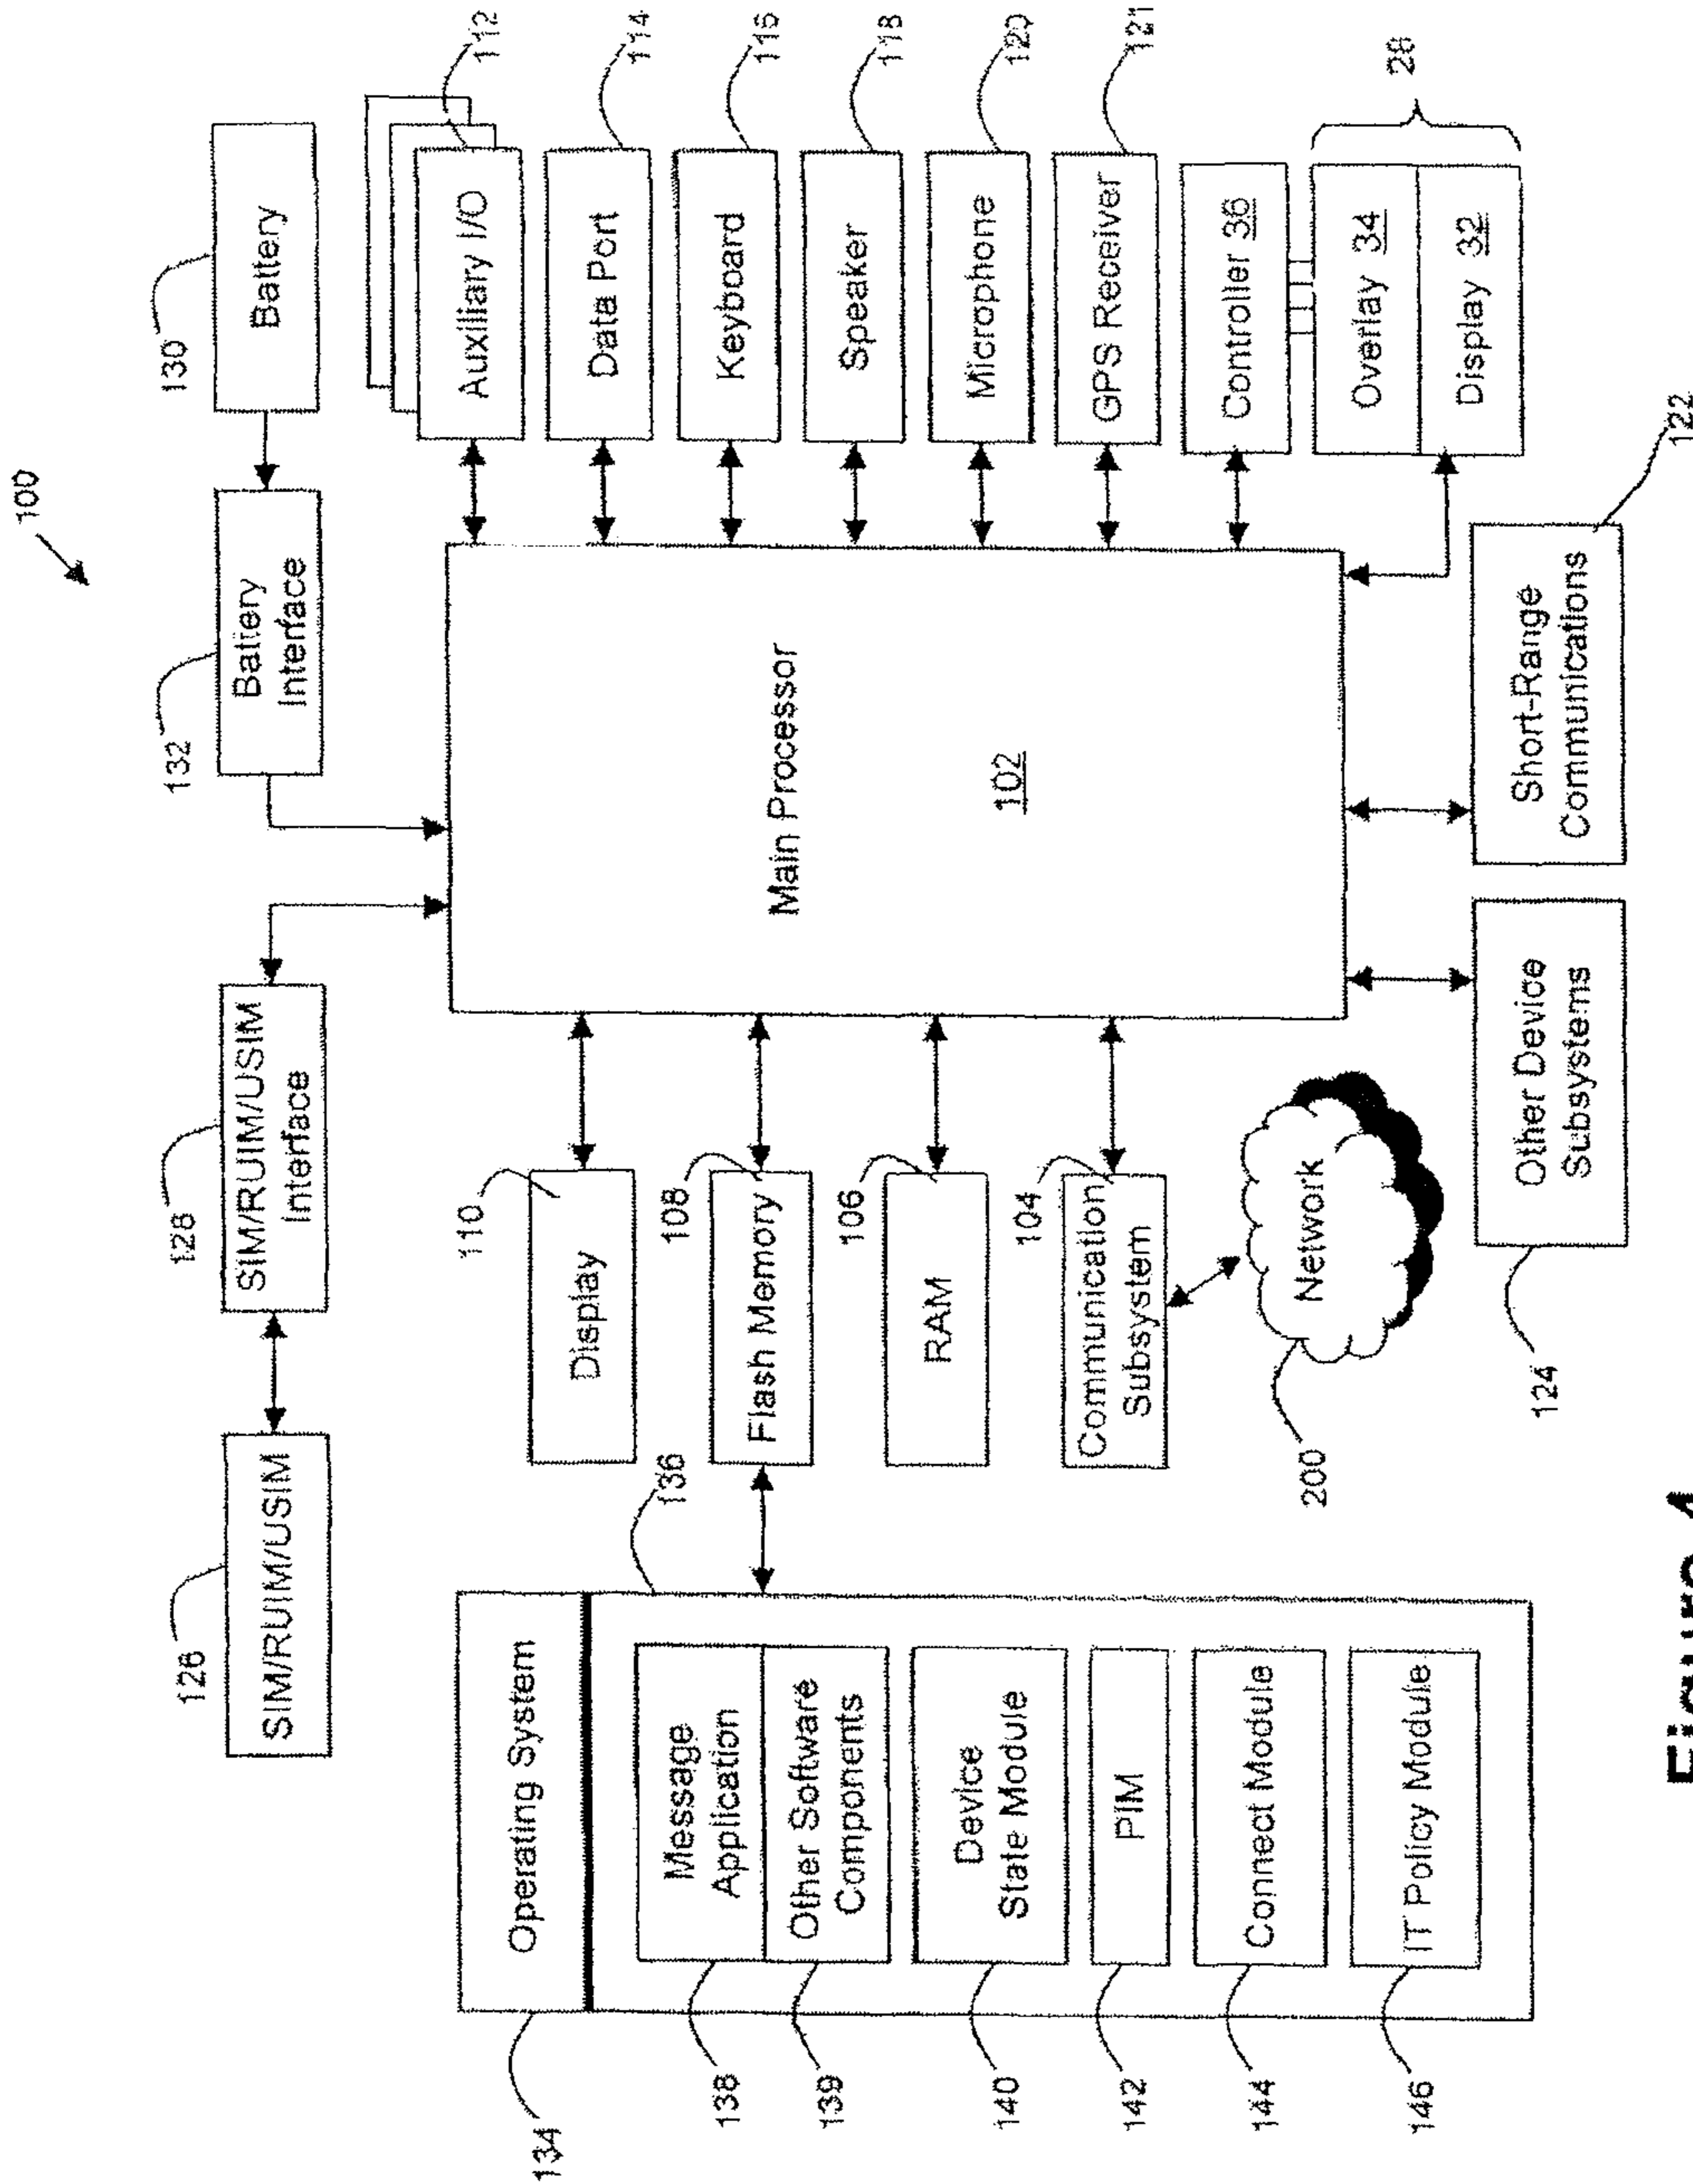 100
126
SIM/RUIM/USIM
128
SIM/RUIM/USIM
Interface
132
Battery
Interface
130
Battery
134
Operating System
136
138
Message
Application
139
Other Software
Components
140
Device
State Module
142
PIM
144
Connect Module
146
IT Policy Module
110
Display
108
Flash Memory
106
RAM
104
Communication
Subsystem
200
Network
Main Processor
102
Auxiliary I/O
112
Data Port
114
Keyboard
116
Speaker
118
Microphone
120
GPS Receiver
121
Controller 36
Overlay 34
Display 32
28
124
Other Device
Subsystems
Short-Range
Communications
122
Figure 4